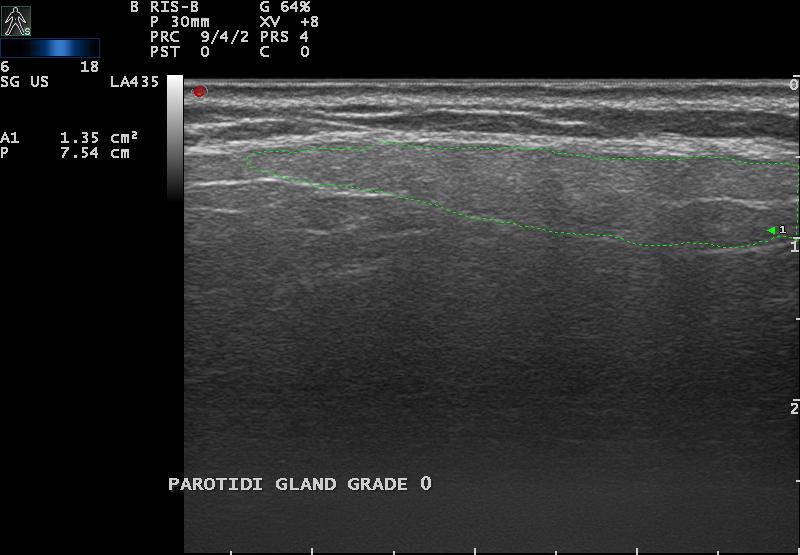 B RIS-B G 64%
P 30mm XV +8
PRC 9/4/2 PRS 4
PST 0 C 0
S
6 18
SG US LA435
0
A1 1.35 cm²
P 7.54 cm
1
1
2
PAROTIDI GLAND GRADE 0